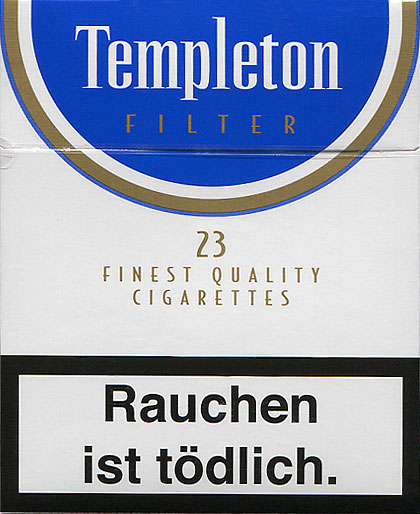 Templeton
FILTER
23
FINEST QUALITY
CIGARETTES
Rauchen
ist tödlich.